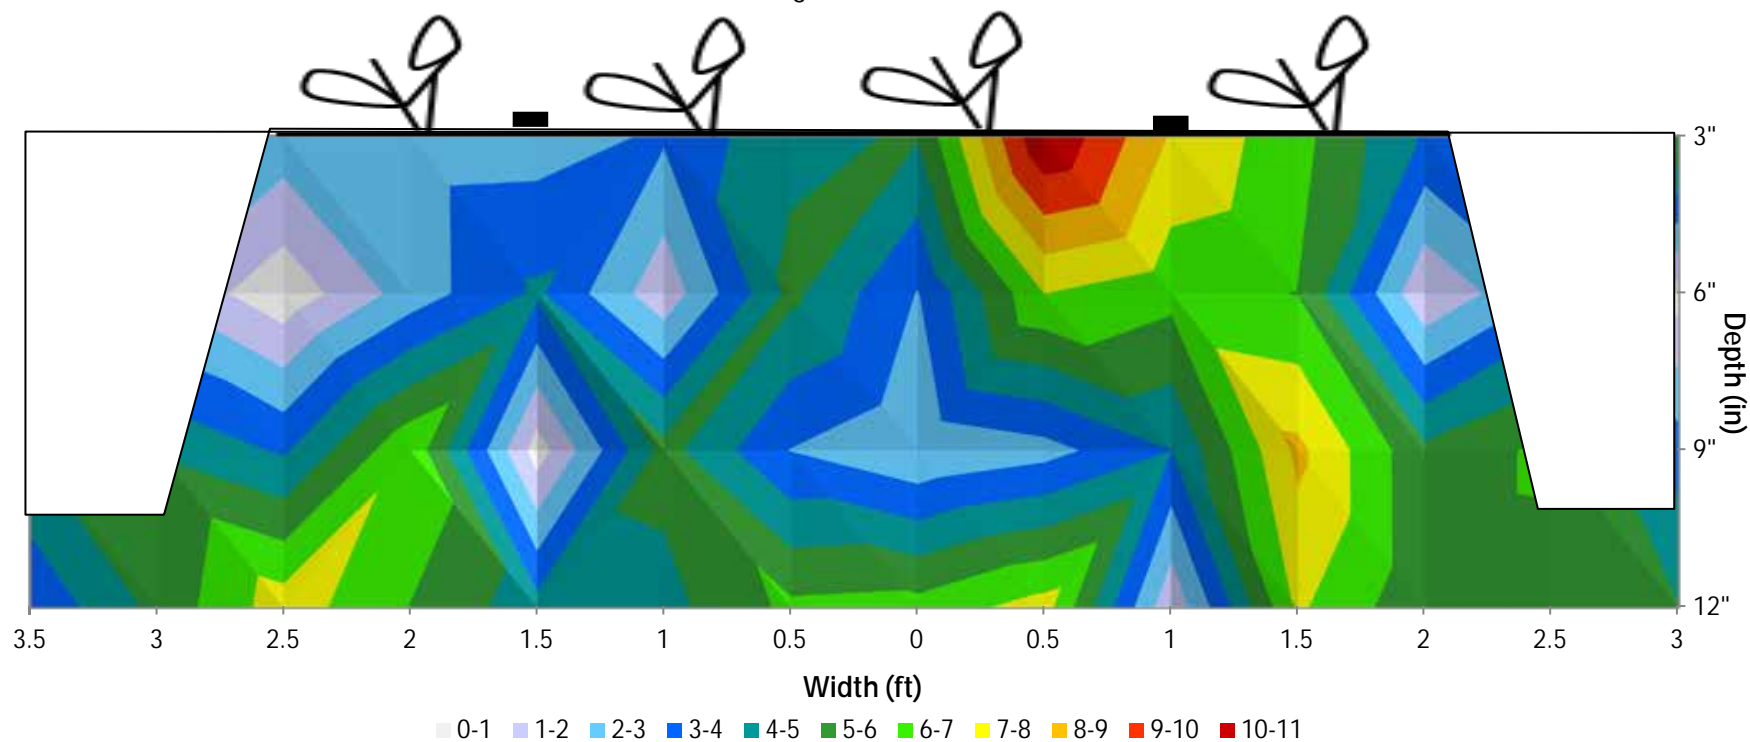 3"
6"
9"
12"
Depth (in)
3.5 3 2.5 2 1.5 1 0.5 0 0.5 1 1.5 2 2.5 3
Width (ft)
0-1 1-2 2-3 3-4 4-5 5-6 6-7 7-8 8-9 9-10 10-11